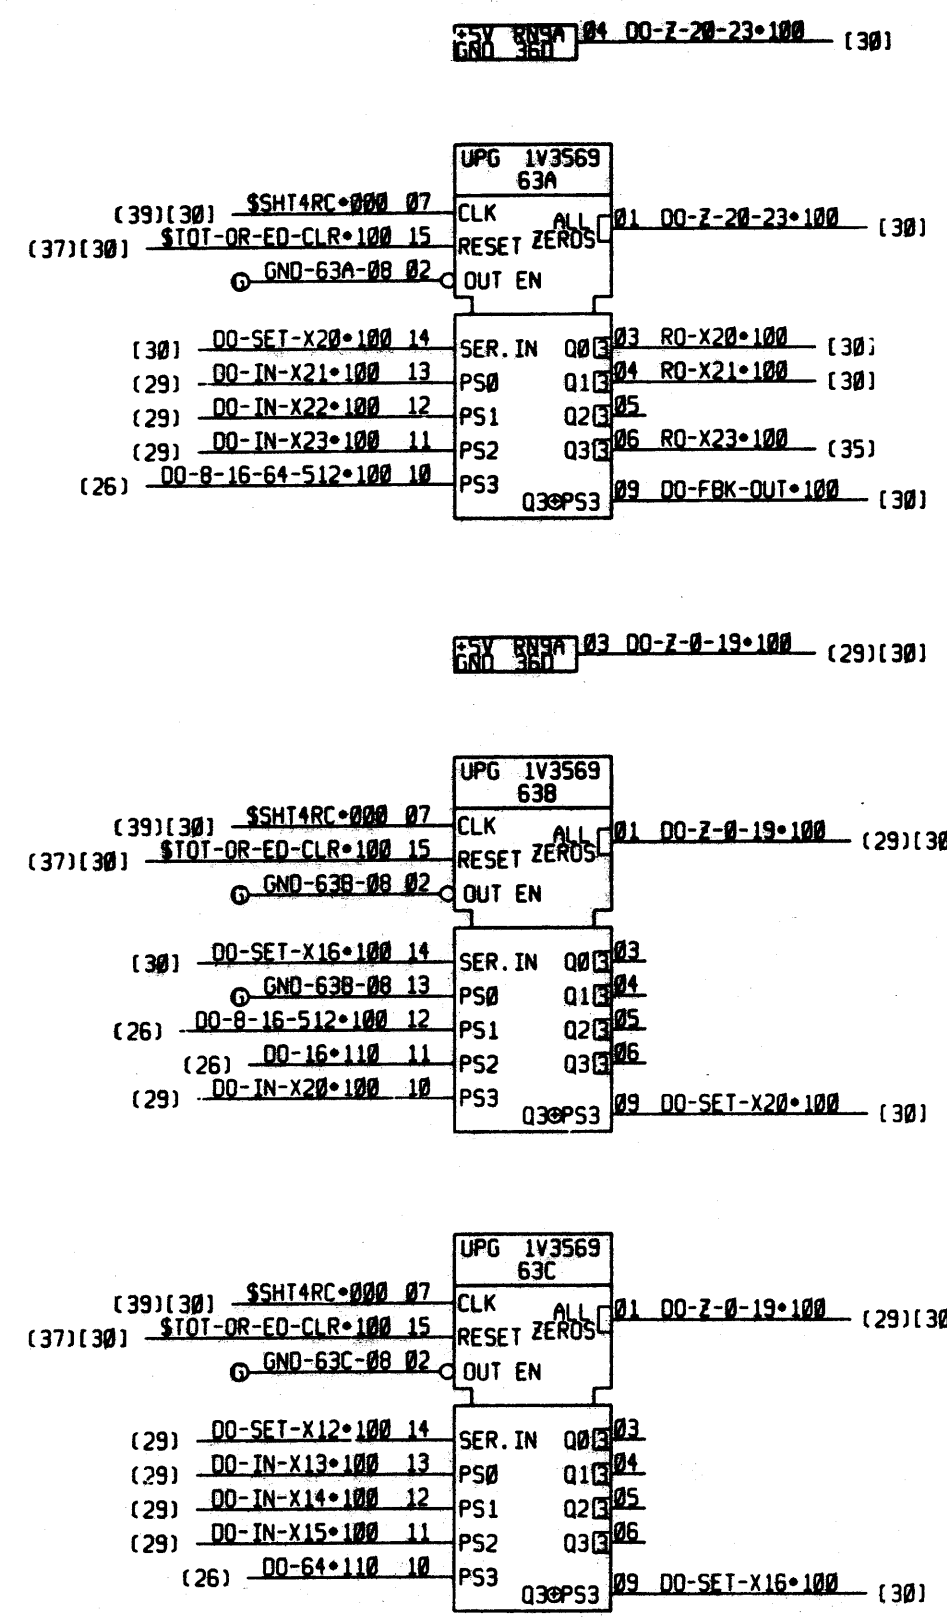 +5V RN9A 04 DO-Z-20-23•100 [30]
GND 36D
UPG 1V3569
63A
(39)[30] $SHT4RC•000 07 CLK ALL ZEROS 01 DO-Z-20-23•100 [30]
(37)[30] $TOT-OR-ED-CLR•100 15 RESET
G GND-63A-08 02 OUT EN
[30] DO-SET-X20•100 14 SER.IN Q0 3 03 RO-X20•100 [30]
(29) DO-IN-X21•100 13 PS0 Q1 3 04 RO-X21•100 [30]
(29) DO-IN-X22•100 12 PS1 Q2 3 05
(29) DO-IN-X23•100 11 PS2 Q3 3 06 RO-X23•100 (35)
(26) DO-8-16-64-512•100 10 PS3
Q3⊕PS3 09 DO-FBK-OUT•100 [30]
+5V RN9A 03 DO-Z-0-19•100 (29)[30]
GND 36D
UPG 1V3569
63B
(39)[30] $SHT4RC•000 07 CLK ALL ZEROS 01 DO-Z-0-19•100 (29)[30
(37)[30] $TOT-OR-ED-CLR•100 15 RESET
G GND-63B-08 02 OUT EN
[30] DO-SET-X16•100 14 SER.IN Q0 3 03
G GND-63B-08 13 PS0 Q1 3 04
(26) DO-8-16-512•100 12 PS1 Q2 3 05
(26) DO-16•110 11 PS2 Q3 3 06
(29) DO-IN-X20•100 10 PS3
Q3⊕PS3 09 DO-SET-X20•100 [30]
UPG 1V3569
63C
(39)[30] $SHT4RC•000 07 CLK ALL ZEROS 01 DO-Z-0-19•100 (29)[30
(37)[30] $TOT-OR-ED-CLR•100 15 RESET
G GND-63C-08 02 OUT EN
(29) DO-SET-X12•100 14 SER.IN Q0 3 03
(29) DO-IN-X13•100 13 PS0 Q1 3 04
(29) DO-IN-X14•100 12 PS1 Q2 3 05
(29) DO-IN-X15•100 11 PS2 Q3 3 06
(26) DO-64•110 10 PS3
Q3⊕PS3 09 DO-SET-X16•100 [30]